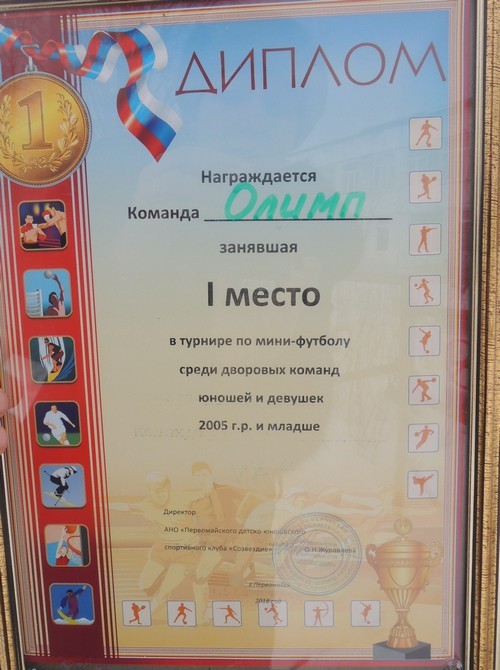 ДИПЛОМ
1
Награждается
Команда Олимп
занявшая
I место
в турнире по мини-футболу
среди дворовых команд
юношей и девушек
2005 г.р. и младше
Директор
АНО «Первомайского детско-юношеского
спортивного клуба «Созвездие» О.Н.Журавлева